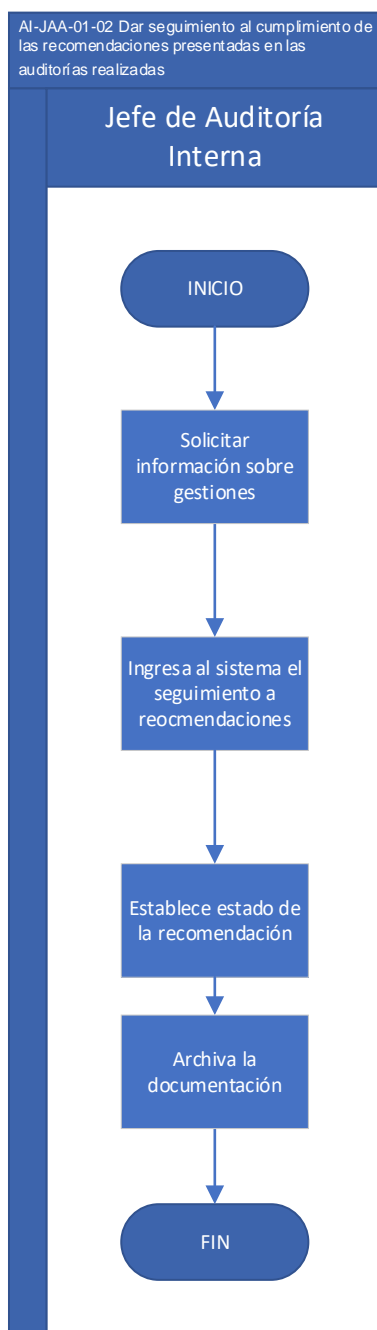 AI-JAA-01-02 Dar seguimiento al cumplimiento de
las recomendaciones presentadas en las
auditorías realizadas
Jefe de Auditoría
Interna
INICIO
Solicitar
información sobre
gestiones
Ingresa al sistema el
seguimiento a
reocmendaciones
Establece estado de
la recomendación
Archiva la
documentación
FIN